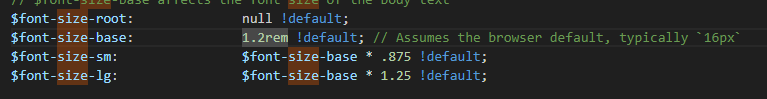 // $font-size-base affects the font size of the body text
$font-size-root: null !default;
$font-size-base: 1.2rem !default; // Assumes the browser default, typically `16px`
$font-size-sm: $font-size-base * .875 !default;
$font-size-lg: $font-size-base * 1.25 !default;